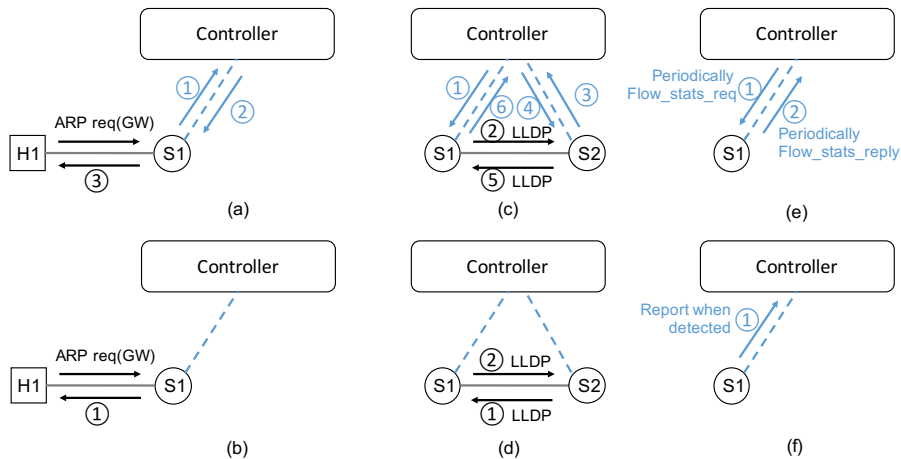 Controller
①
②
ARP req(GW)
H1
S1
③
(a)
Controller
①
⑥
④
③
② LLDP
S1
S2
⑤ LLDP
(c)
Controller
Periodically
Flow_stats_req
①
②
Periodically
Flow_stats_reply
S1
(e)
Controller
ARP req(GW)
H1
S1
①
(b)
Controller
② LLDP
S1
S2
① LLDP
(d)
Controller
Report when
detected
①
S1
(f)